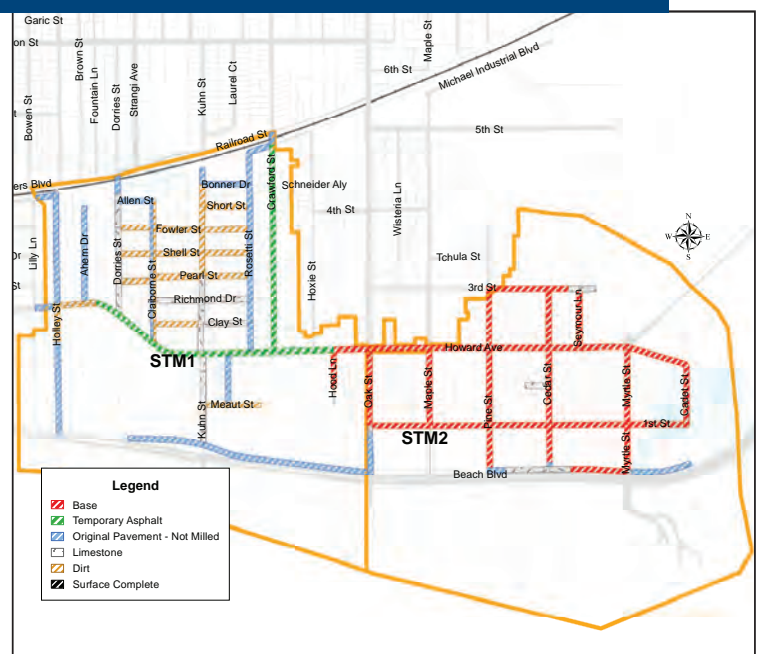 Garic St
on St
Bowen St
Brown St
Fountain Ln
Dorries St
Strangi Ave
Kuhn St
Laurel Ct
Maple St
6th St
Michael Industrial Blvd
5th St
Railroad St
ers Blvd
Crawford St
Schneider Aly
Bonner Dr
Allen St
Short St
4th St
Wisteria Ln
Fowler St
Lilly Ln
Dr
Ahern Dr
Dorries St
Claiborne St
Shell St
Rosetti St
Tchula St
Pearl St
St
Hoxie St
3rd St
Seymour Ln
Richmond Dr
Clay St
Holley St
Howard Ave
STM1
Hood Ln
Oak St
Maple St
Pine St
Cedar St
Myrtle St
Cadet St
Meaut St
Kuhn St
1st St
STM2
Myrtle St
Beach Blvd
N
W
E
S
Legend
Base
Temporary Asphalt
Original Pavement - Not Milled
Limestone
Dirt
Surface Complete